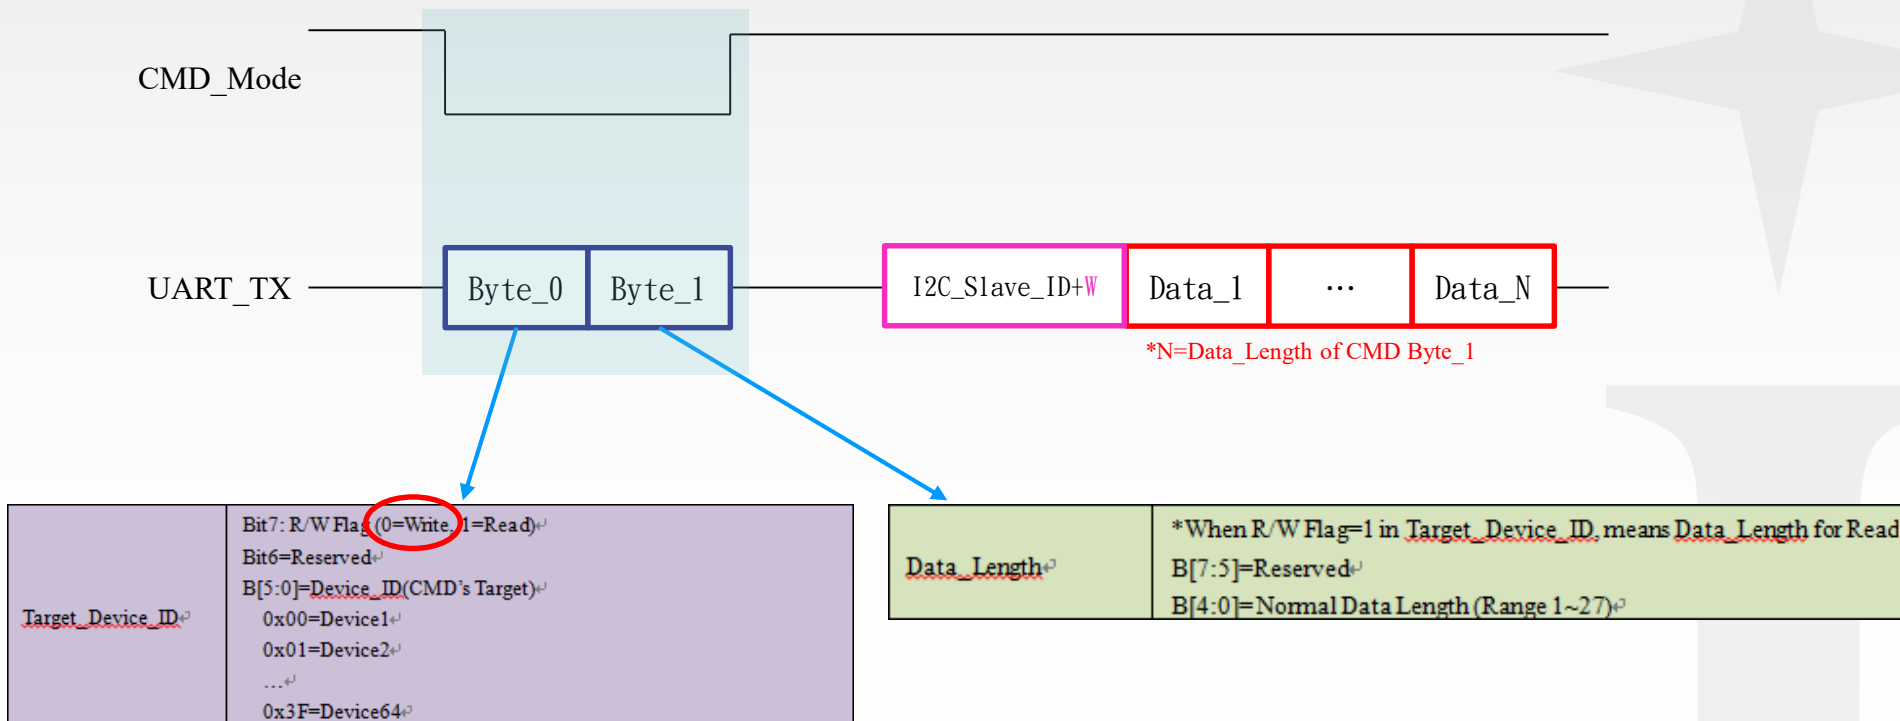 CMD_Mode
UART_TX
Byte_0 Byte_1 I2C_Slave_ID+W Data_1 ... Data_N
*N=Data_Length of CMD Byte_1
Target_Device_ID
Bit7: R/W Flag (0=Write, 1=Read)
Bit6=Reserved
B[5:0]=Device_ID(CMD's Target)
0x00=Device1
0x01=Device2
...
0x3F=Device64
Data_Length
*When R/W Flag=1 in Target_Device_ID, means Data_Length for Read
B[7:5]=Reserved
B[4:0]=Normal Data Length (Range 1~27)